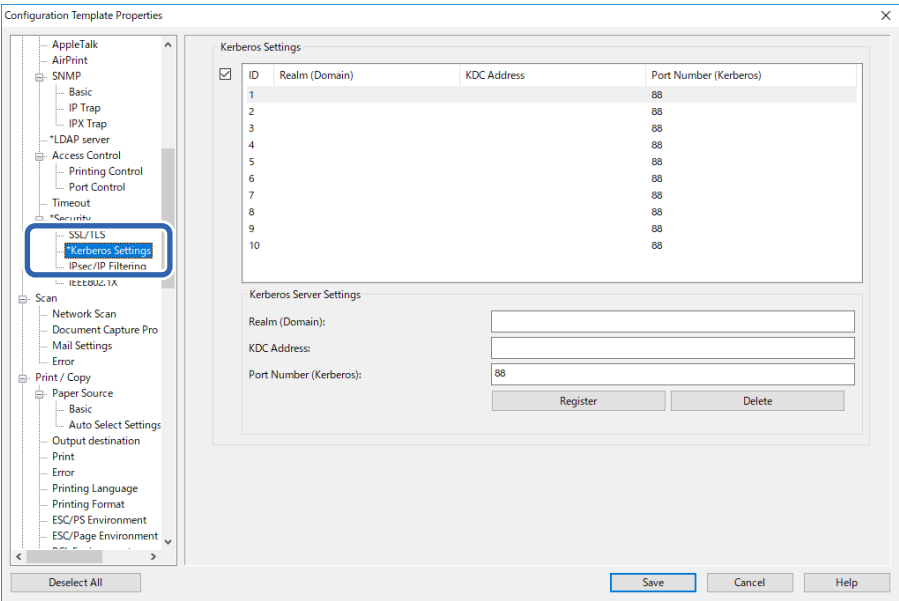 Configuration Template Properties
AppleTalk
AirPrint
SNMP
Basic
IP Trap
IPX Trap
*LDAP server
Access Control
Printing Control
Port Control
Timeout
*Security
SSL/TLS
*Kerberos Settings
IPsec/IP Filtering
IEEE802.1X
Scan
Network Scan
Document Capture Pro
Mail Settings
Error
Print / Copy
Paper Source
Basic
Auto Select Settings
Output destination
Print
Error
Printing Language
Printing Format
ESC/PS Environment
ESC/Page Environment
Kerberos Settings
ID Realm (Domain) KDC Address Port Number (Kerberos)
1 88
2 88
3 88
4 88
5 88
6 88
7 88
8 88
9 88
10 88
Kerberos Server Settings
Realm (Domain):
KDC Address:
Port Number (Kerberos): 88
Register Delete
Deselect All Save Cancel Help